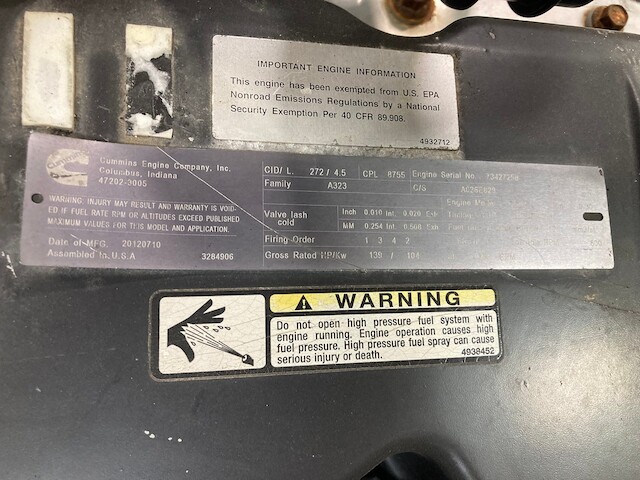 IMPORTANT ENGINE INFORMATION
This engine has been exempted from U.S. EPA
Nonroad Emissions Regulations by a National
Security Exemption Per 40 CFR 89.908.
4932712
Cummins Engine Company, Inc.
Columbus, Indiana
47202-3005
WARNING: INJURY MAY RESULT AND WARRANTY IS VOID-
ED IF FUEL RATE RPM OR ALTITUDES EXCEED PUBLISHED
MAXIMUM VALUES FOR THIS MODEL AND APPLICATION.
Date of MFG. 20120710
Assembled in U.S.A 3284906
CID/ L. 272 / 4.5 CPL 8755 Engine Serial No.
Family A323 C/S
Valve lash
cold
Inch 0.010 Int. 0.020 Exh
MM 0.254 Int. 0.508 Exh
Firing Order 1 3 4 2
Gross Rated HP/Kw
WARNING
Do not open high pressure fuel system with
engine running. Engine operation causes high
fuel pressure. High pressure fuel spray can cause
serious injury or death.
4938452